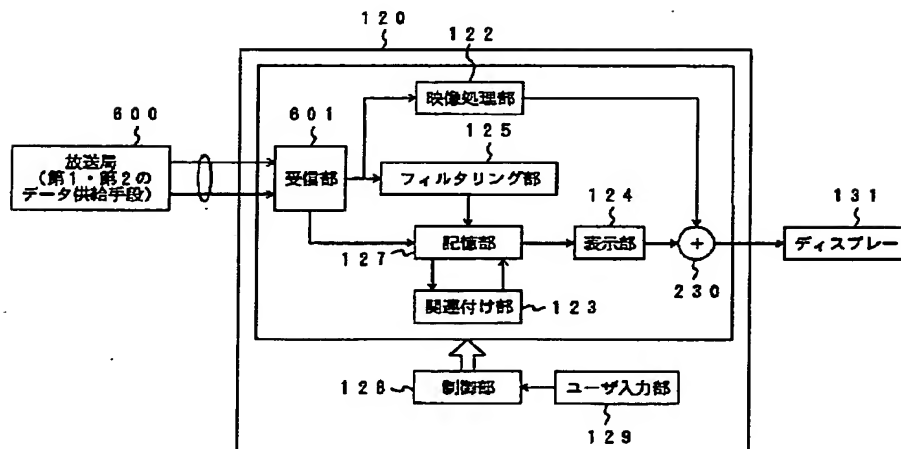 120
122
映像処理部
600
601
125
放送局
(第1・第2の
データ供給手段)
受信部
フィルタリング部
124
131
記憶部
表示部
+
ディスプレー
127
230
関連付け部
123
制御部
ユーザ入力部
128
129